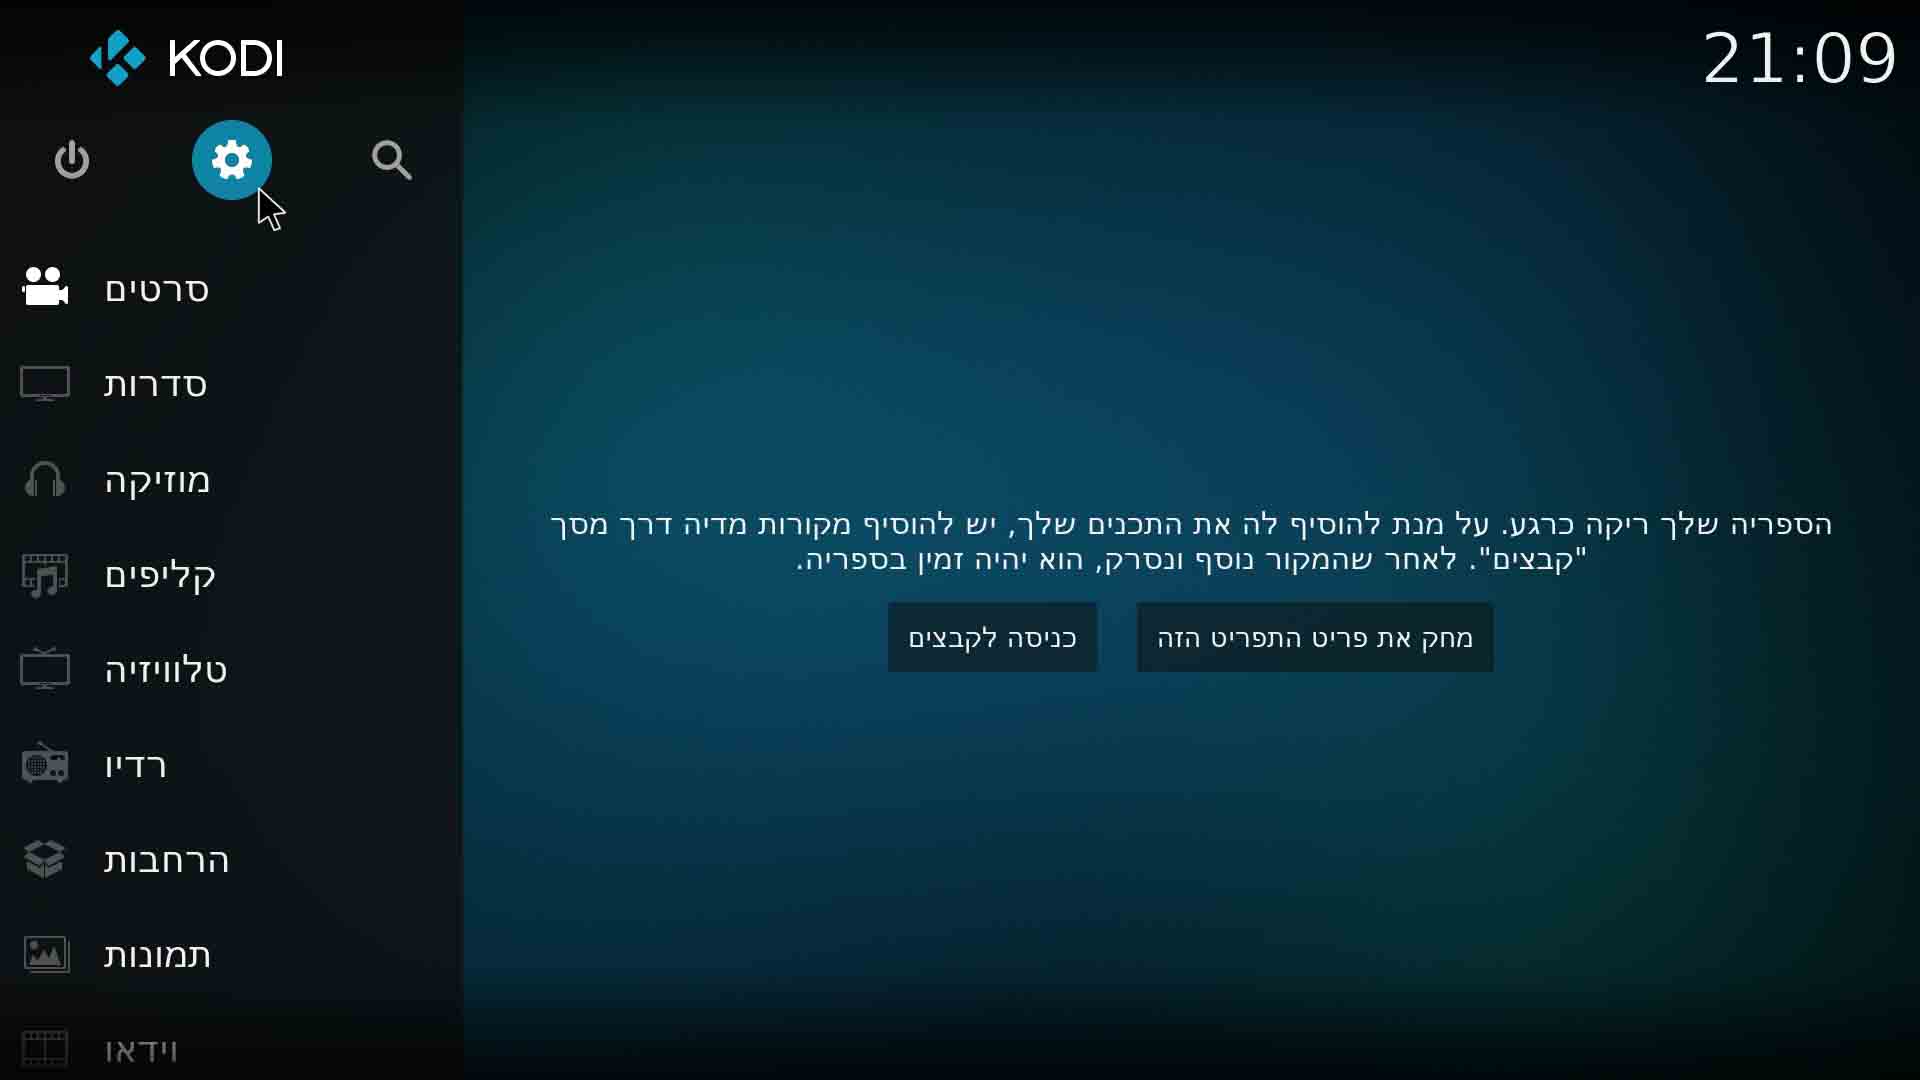 KODI
21:09
סרטים
סדרות
מוזיקה
קליפים
טלוויזיה
רדיו
הרחבות
תמונות
וידאו
הספריה שלך ריקה כרגע. על מנת להוסיף לה את התכנים שלך, יש להוסיף מקורות מדיה דרך מסך
"קבצים". לאחר שהמקור נוסף ונסרק, הוא יהיה זמין בספריה.
מחק את פריט התפריט הזה
כניסה לקבצים